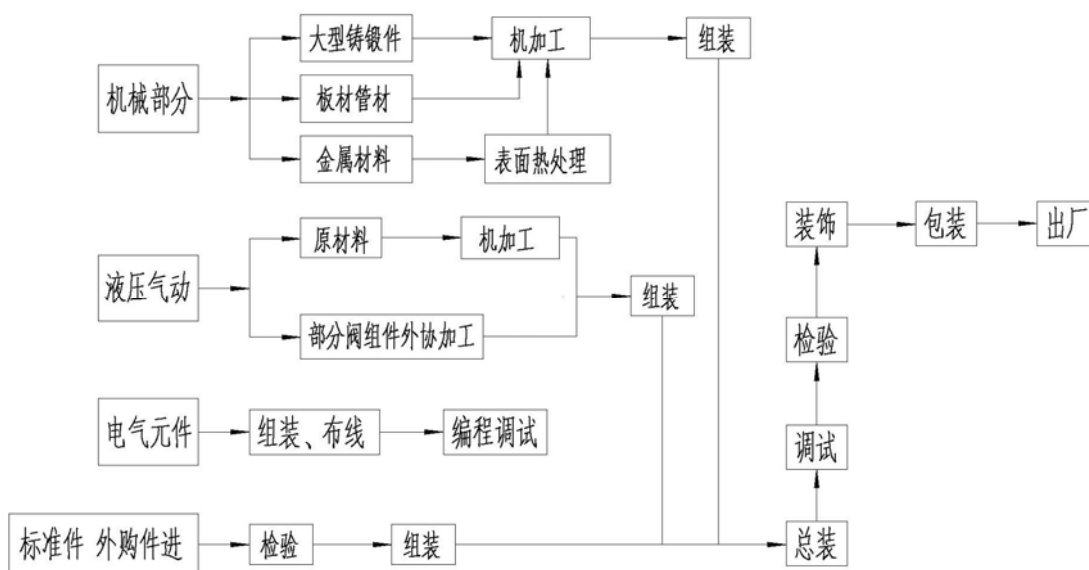 大型铸锻件
机加工
组装
机械部分
板材管材
金属材料
表面热处理
装饰
包装
出厂
原材料
机加工
液压气动
组装
部分阀组件外协加工
检验
电气元件
组装、布线
编程调试
调试
标准件 外购件进
检验
组装
总装